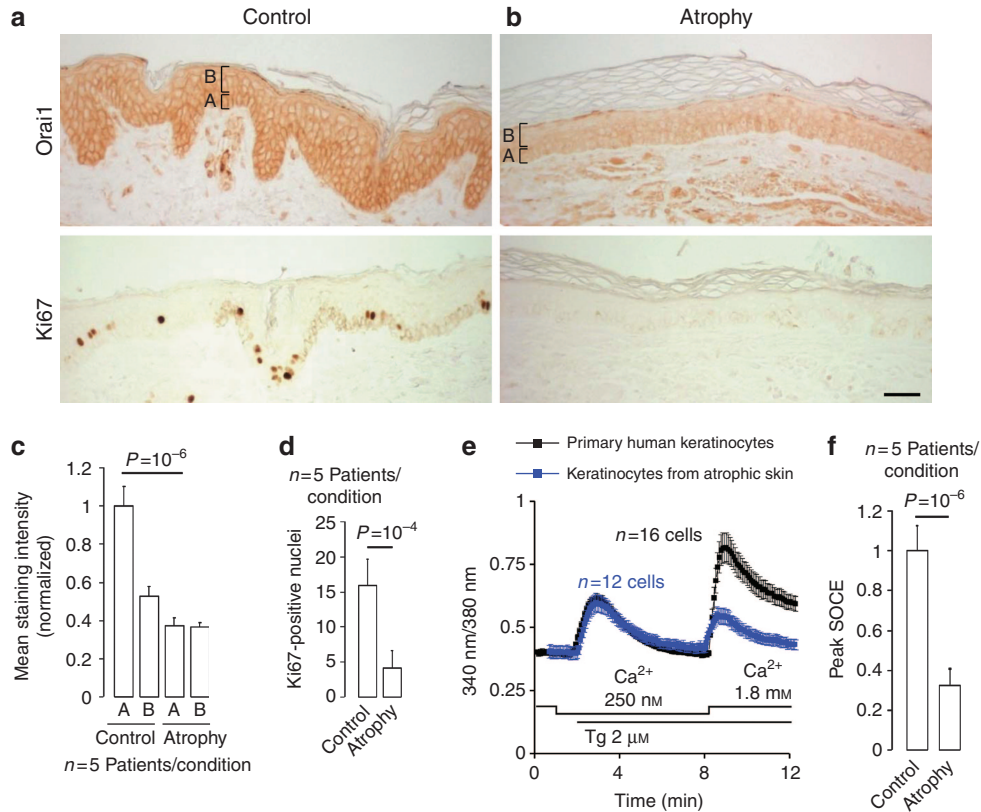 a
Control
b
Atrophy
Orai1
B
A
B
A
Ki67
c
P=10⁻⁶
Mean staining intensity
(normalized)
1.2
1
0.8
0.6
0.4
0.2
0
A B A B
Control Atrophy
n=5 Patients/condition
d
n=5 Patients/
condition
P=10⁻⁴
Ki67-positive nuclei
25
20
15
10
5
0
Control
Atrophy
e
Primary human keratinocytes
Keratinocytes from atrophic skin
340 nm/380 nm
1
0.75
0.5
0.25
0
n=16 cells
n=12 cells
Ca²⁺
250 nM
Ca²⁺
1.8 mM
Tg 2 μM
0 4 8 12
Time (min)
f
n=5 Patients/
condition
P=10⁻⁶
Peak SOCE
1.2
1
0.8
0.6
0.4
0.2
0
Control
Atrophy